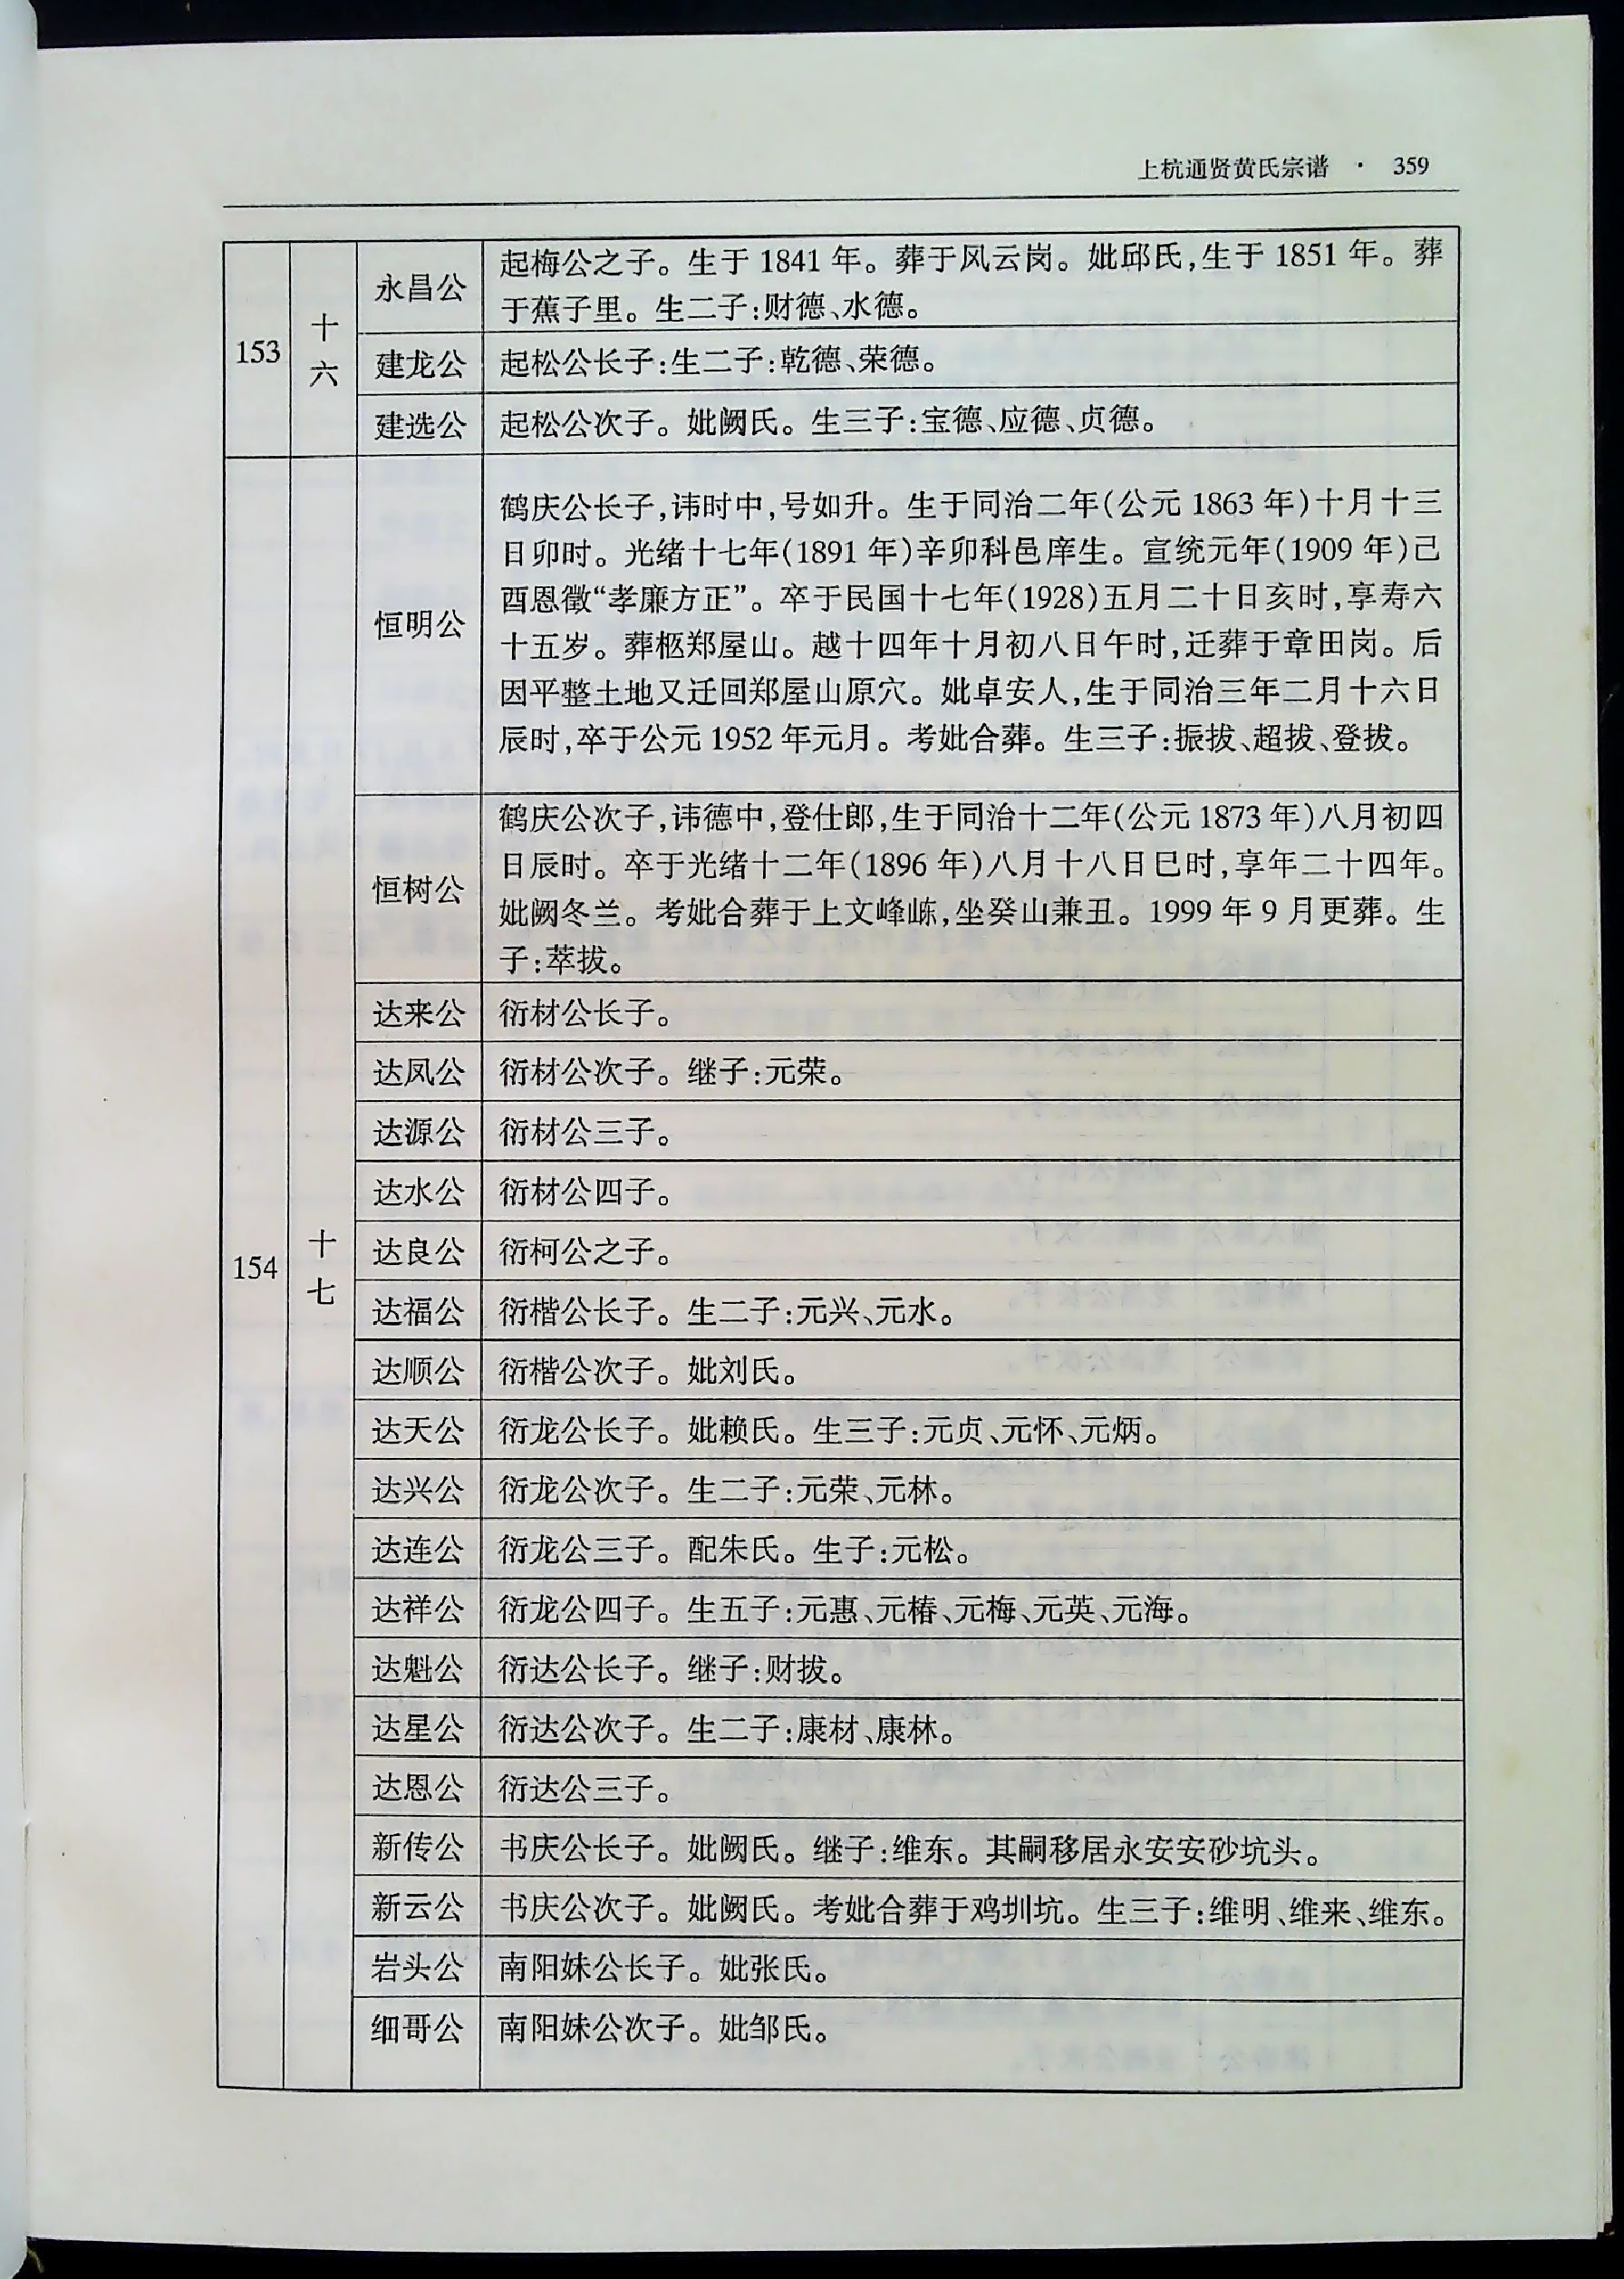 上杭通贤黄氏宗谱 · 359
153
十六
永昌公
起梅公之子。生于 1841 年。葬于风云岗。妣邱氏,生于 1851 年。葬
于蕉子里。生二子:财德、水德。
建龙公
起松公长子:生二子:乾德、荣德。
建选公
起松公次子。妣阙氏。生三子:宝德、应德、贞德。
154
十七
恒明公
鹤庆公长子,讳时中,号如升。生于同治二年(公元 1863 年)十月十三
日卯时。光绪十七年(1891 年)辛卯科邑庠生。宣统元年(1909 年)己
酉恩徵“孝廉方正”。卒于民国十七年(1928)五月二十日亥时,享寿六
十五岁。葬柩郑屋山。越十四年十月初八日午时,迁葬于章田岗。后
因平整土地又迁回郑屋山原穴。妣卓安人,生于同治三年二月十六日
辰时,卒于公元 1952 年元月。考妣合葬。生三子:振拔、超拔、登拔。
恒树公
鹤庆公次子,讳德中,登仕郎,生于同治十二年(公元 1873 年)八月初四
日辰时。卒于光绪十二年(1896 年)八月十八日巳时,享年二十四年。
妣阙冬兰。考妣合葬于上文峰崠,坐癸山兼丑。1999 年 9 月更葬。生
子:萃拔。
达来公
衍材公长子。
达凤公
衍材公次子。继子:元荣。
达源公
衍材公三子。
达水公
衍材公四子。
达良公
衍柯公之子。
达福公
衍楷公长子。生二子:元兴、元水。
达顺公
衍楷公次子。妣刘氏。
达天公
衍龙公长子。妣赖氏。生三子:元贞、元怀、元炳。
达兴公
衍龙公次子。生二子:元荣、元林。
达连公
衍龙公三子。配朱氏。生子:元松。
达祥公
衍龙公四子。生五子:元惠、元椿、元梅、元英、元海。
达魁公
衍达公长子。继子:财拔。
达星公
衍达公次子。生二子:康材、康林。
达恩公
衍达公三子。
新传公
书庆公长子。妣阙氏。继子:维东。其嗣移居永安安砂坑头。
新云公
书庆公次子。妣阙氏。考妣合葬于鸡圳坑。生三子:维明、维来、维东。
岩头公
南阳妹公长子。妣张氏。
细哥公
南阳妹公次子。妣邹氏。